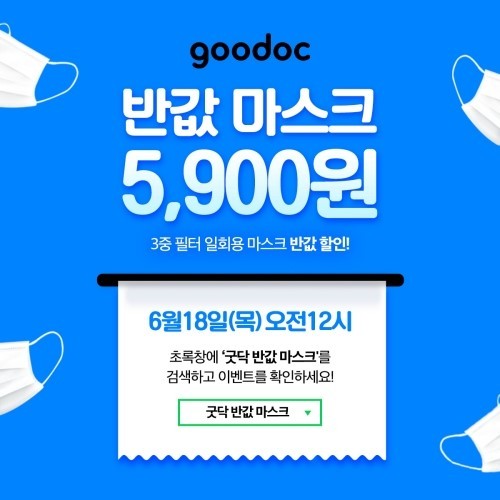 goodoc
반값 마스크
5,900원
3중 필터 일회용 마스크 반값 할인!
6월18일(목) 오전12시
초록창에 '굿닥 반값 마스크'를
검색하고 이벤트를 확인하세요!
굿닥 반값 마스크